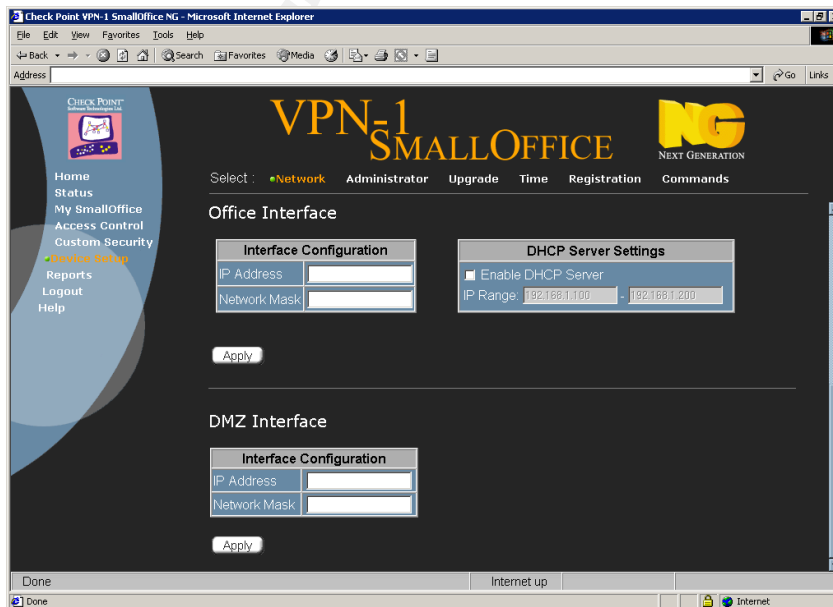 Check Point VPN-1 SmallOffice NG - Microsoft Internet Explorer
File Edit View Favorites Tools Help
Back Search Favorites Media
Address Go Links
CHECK POINT™
Software Technologies Ltd.
VPN-1
SMALLOFFICE
NG
NEXT GENERATION
Home
Status
My SmallOffice
Access Control
Custom Security
Device Setup
Reports
Logout
Help
Select : Network Administrator Upgrade Time Registration Commands
Office Interface
Interface Configuration
IP Address
Network Mask
DHCP Server Settings
Enable DHCP Server
IP Range: 192.168.1.100 - 192.168.1.200
Apply
DMZ Interface
Interface Configuration
IP Address
Network Mask
Apply
Done Internet up
Done Internet